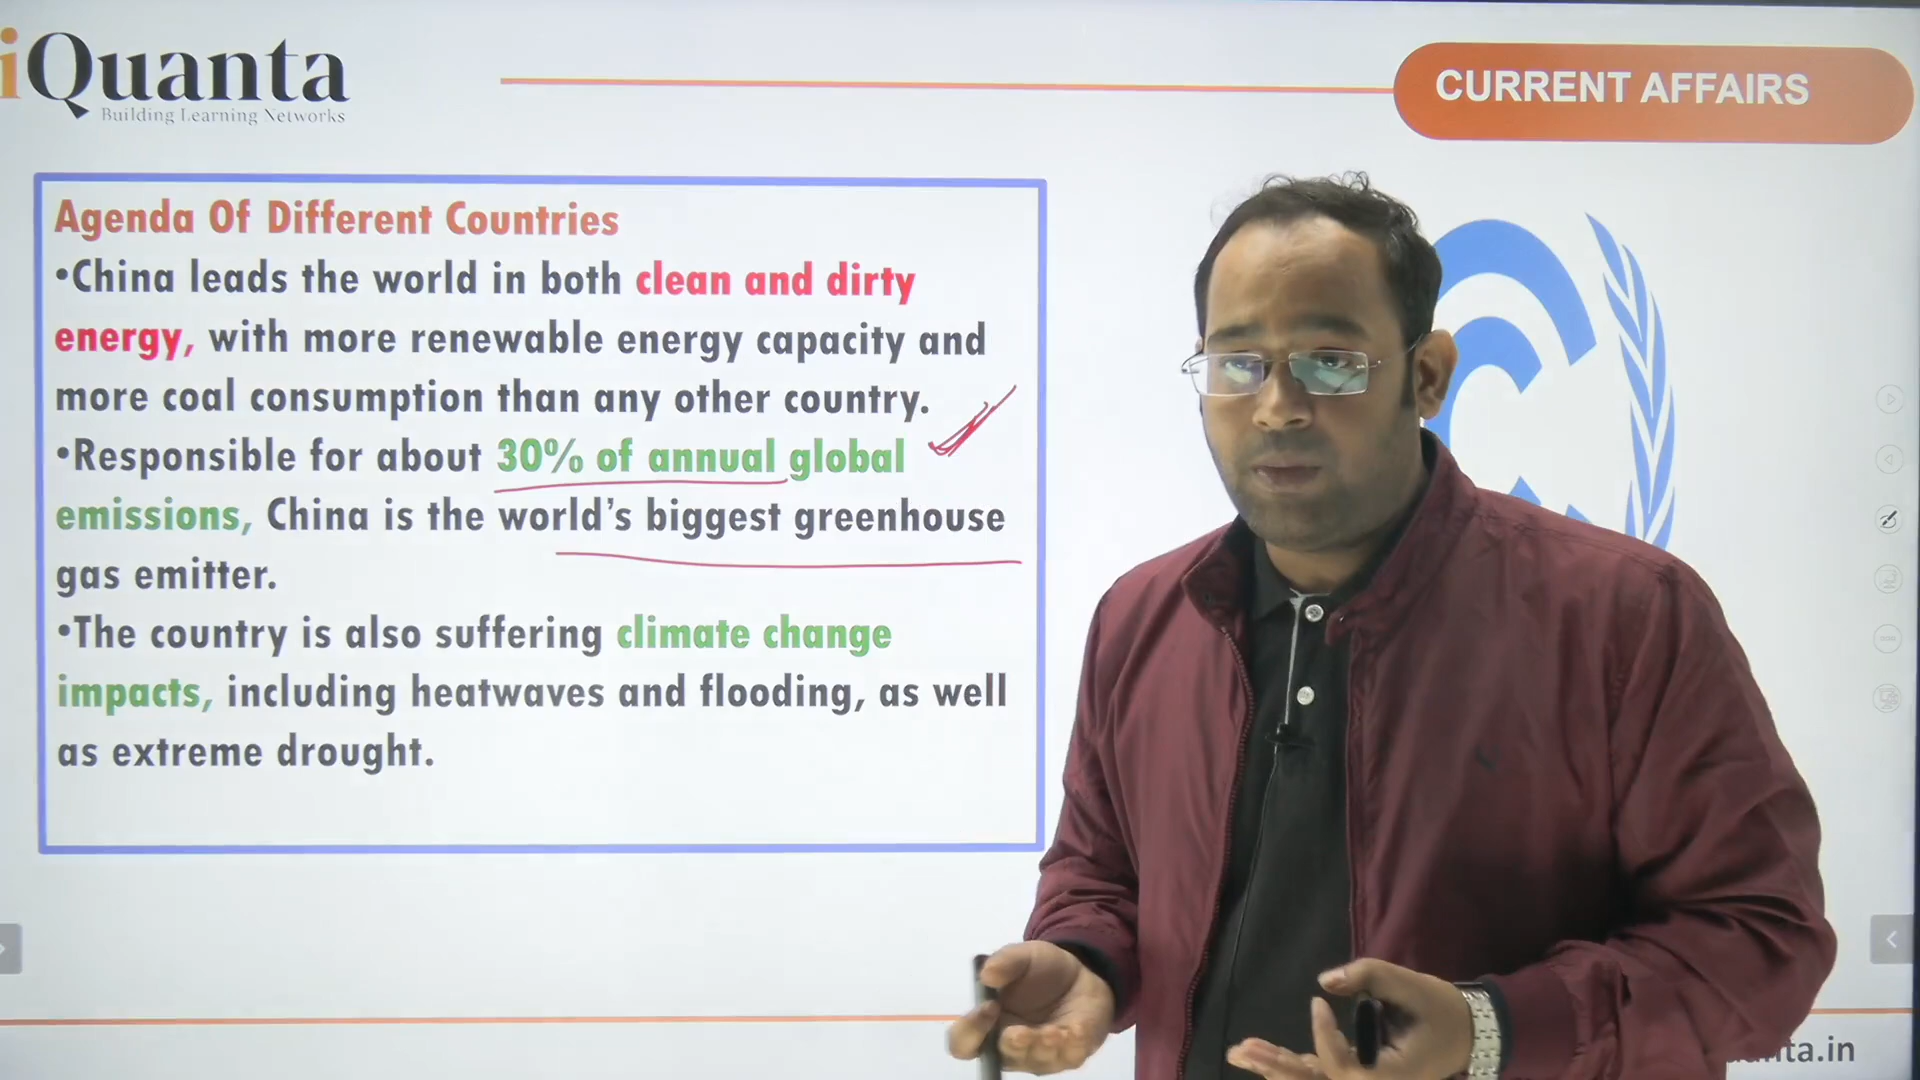 iQuanta
Building Learning Networks
CURRENT AFFAIRS
Agenda Of Different Countries
•China leads the world in both clean and dirty
energy, with more renewable energy capacity and
more coal consumption than any other country.
•Responsible for about 30% of annual global
emissions, China is the world's biggest greenhouse
gas emitter.
•The country is also suffering climate change
impacts, including heatwaves and flooding, as well
as extreme drought.